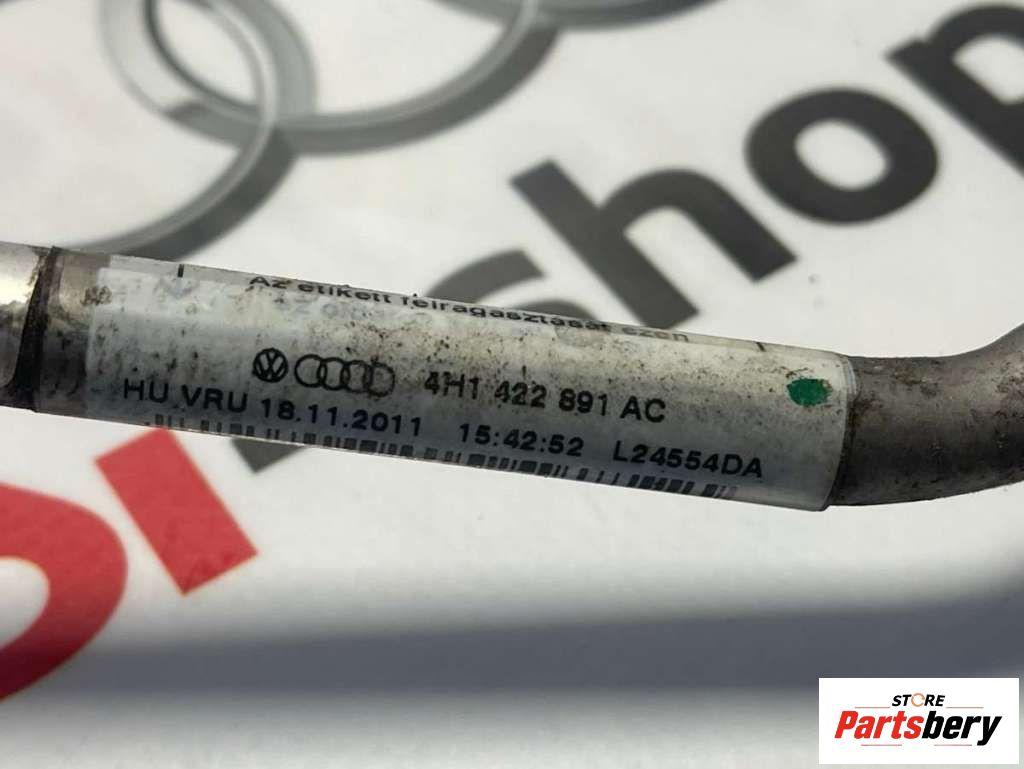 shop
Az etikett felragasztását ezen
4H1 422 891 AC
HU VRU 18.11.2011 15:42:52 L24554DA
STORE
Partsbery